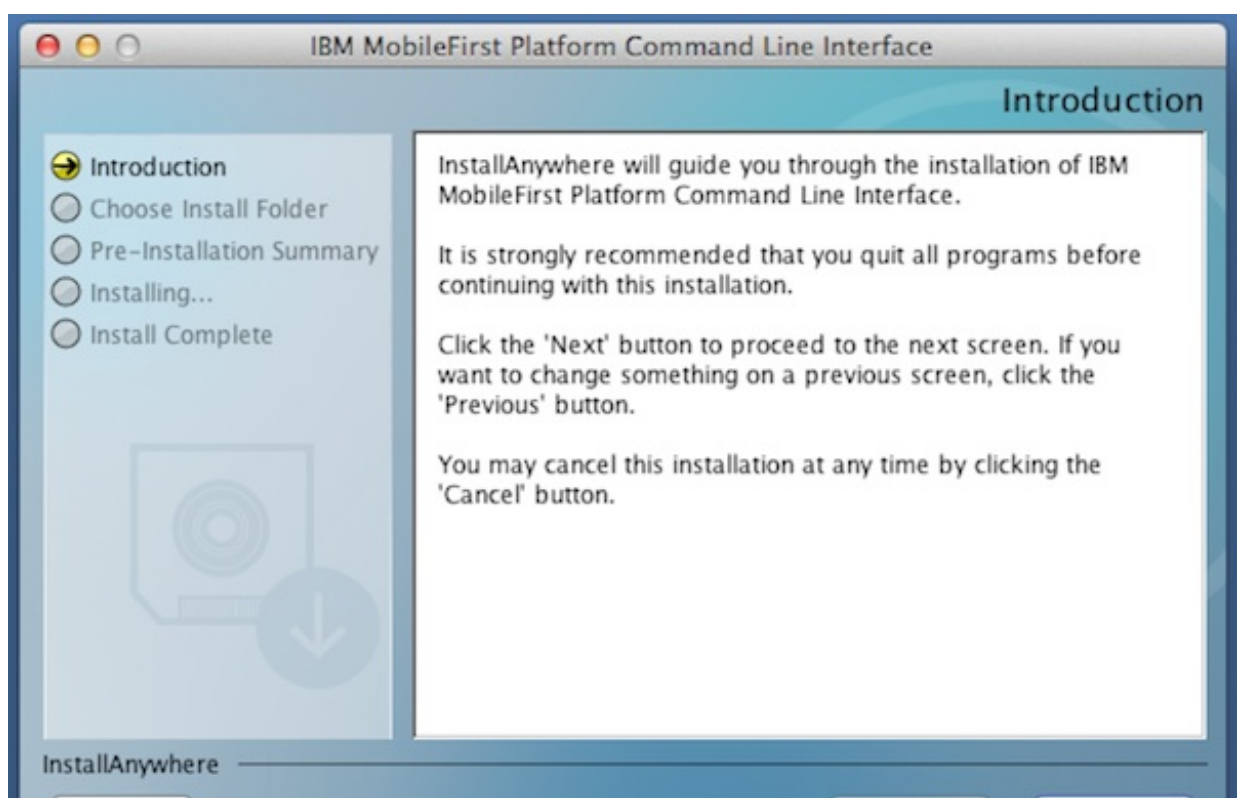 IBM MobileFirst Platform Command Line Interface
Introduction
Introduction
Choose Install Folder
Pre-Installation Summary
Installing...
Install Complete
InstallAnywhere will guide you through the installation of IBM
MobileFirst Platform Command Line Interface.
It is strongly recommended that you quit all programs before
continuing with this installation.
Click the 'Next' button to proceed to the next screen. If you
want to change something on a previous screen, click the
'Previous' button.
You may cancel this installation at any time by clicking the
'Cancel' button.
InstallAnywhere